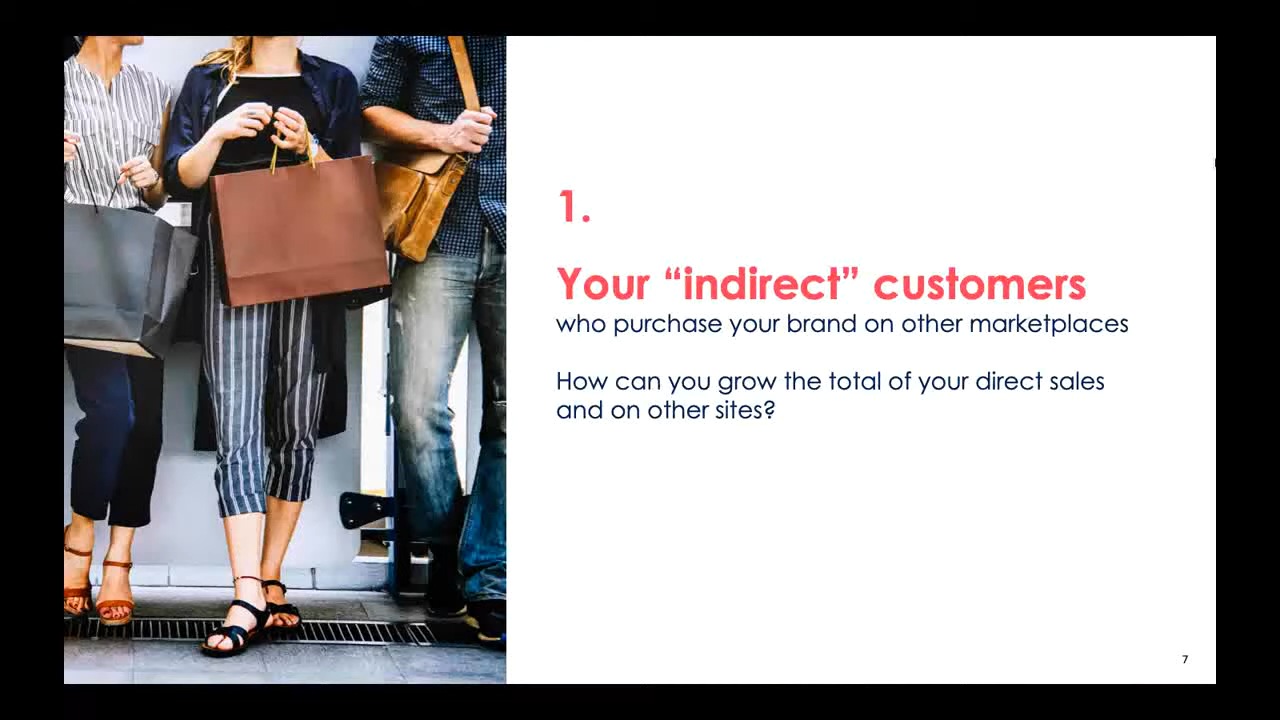 1.
Your “indirect” customers
who purchase your brand on other marketplaces
How can you grow the total of your direct sales
and on other sites?
7